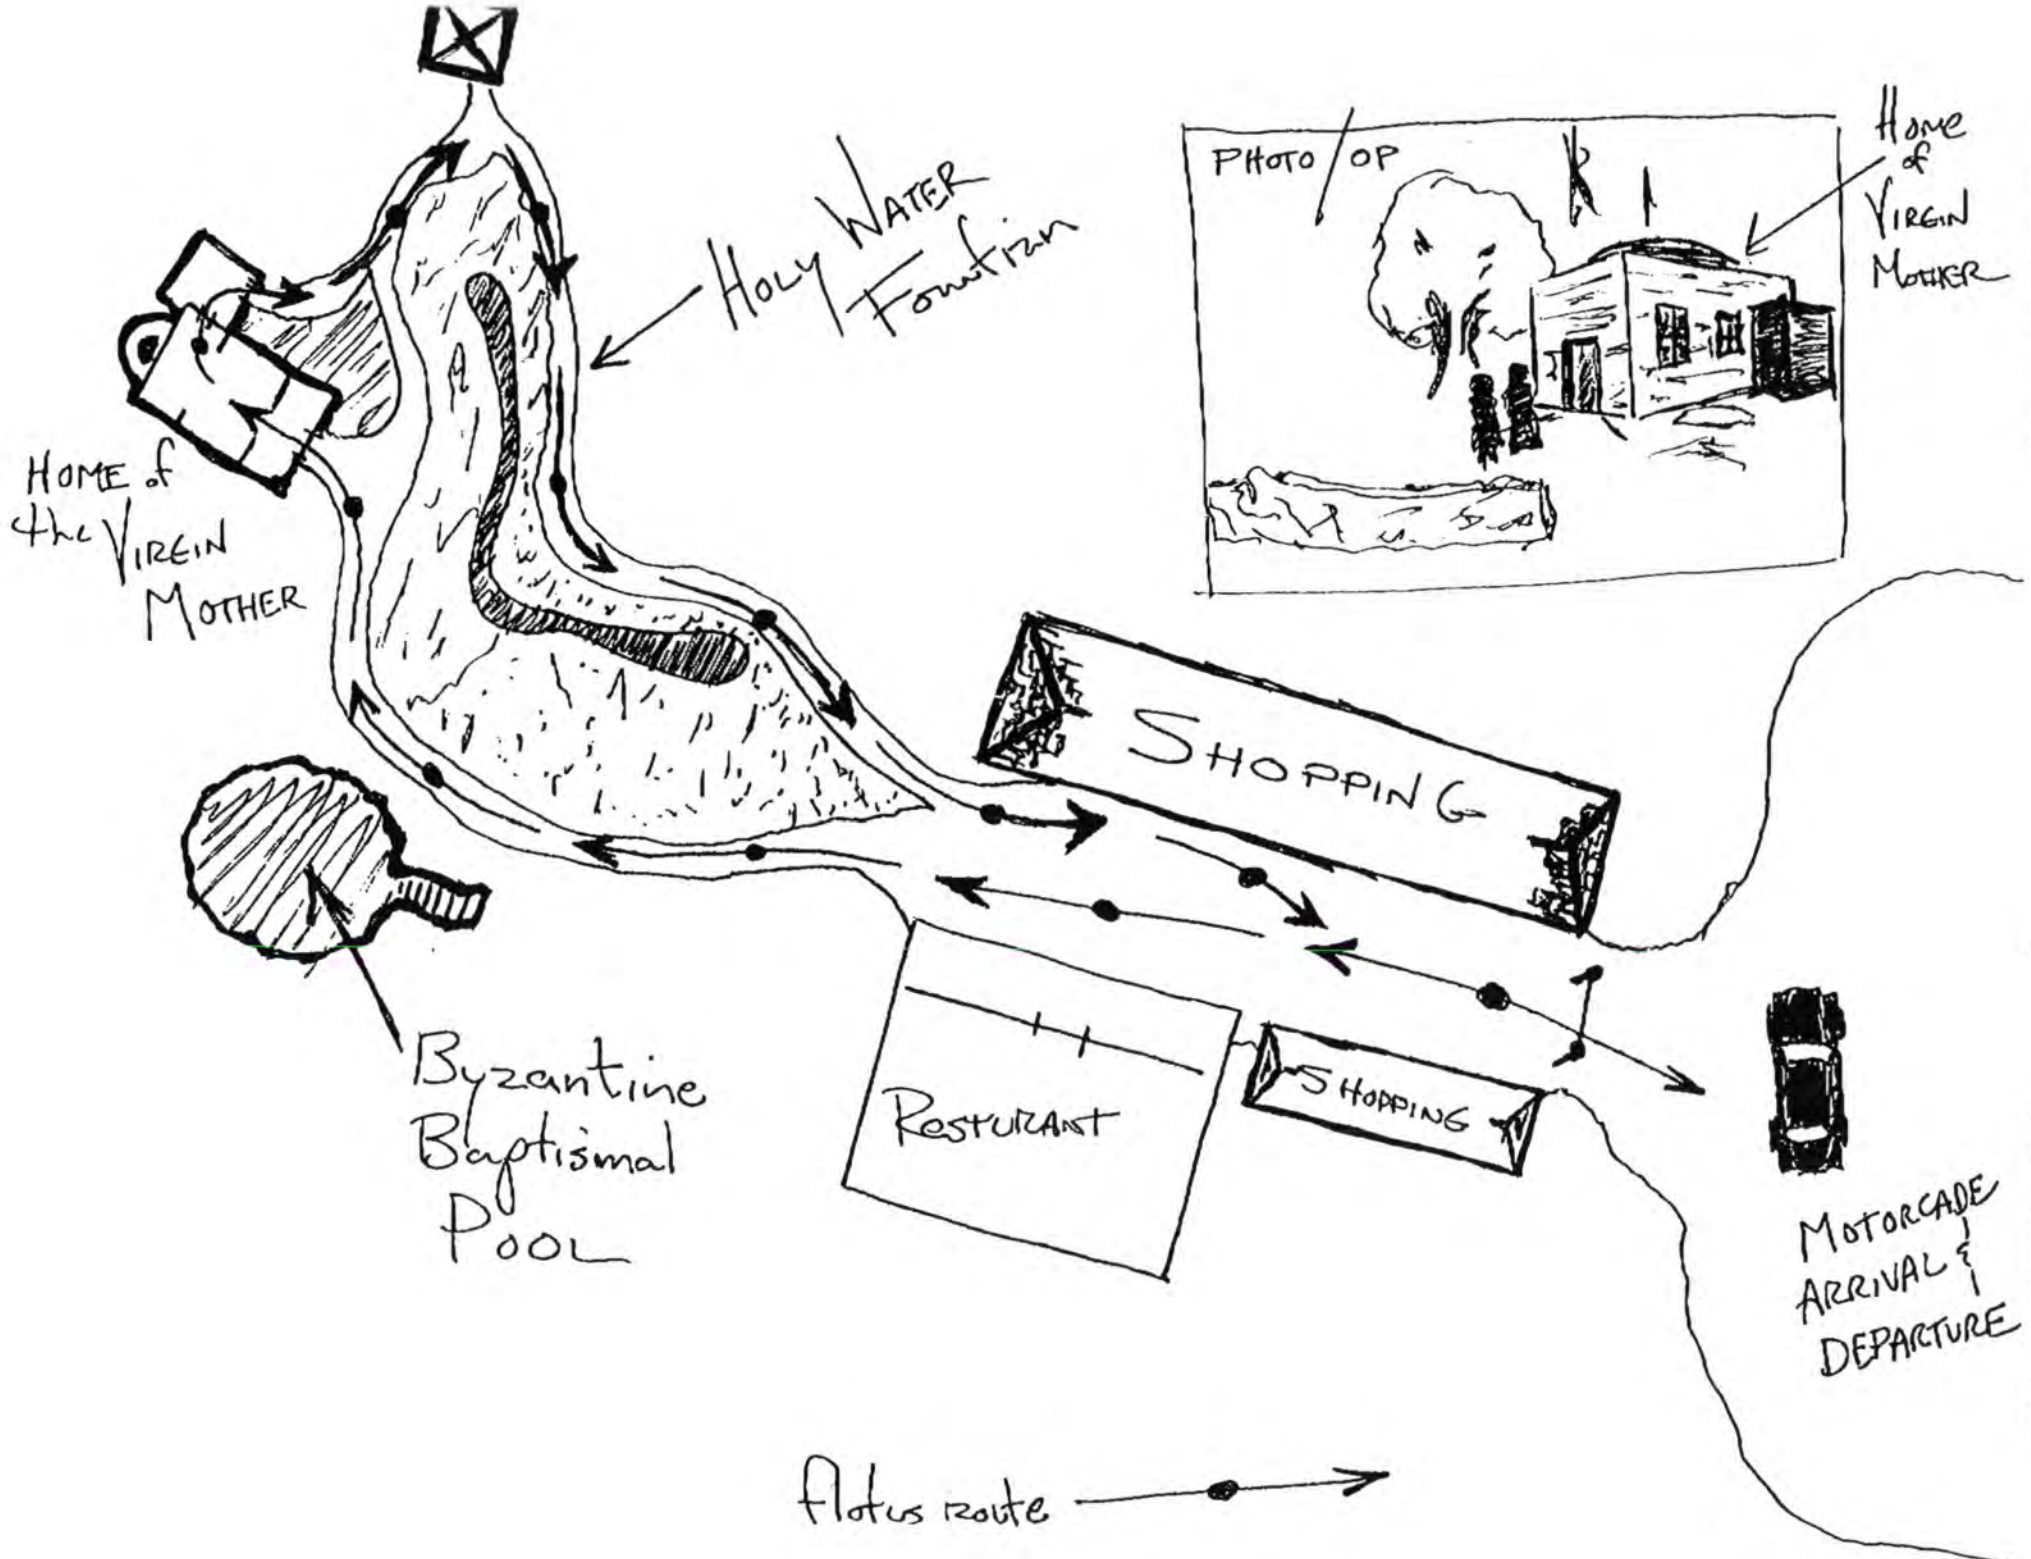 HOLY WATER
Fountian
PHOTO / OP
Home
of
VIRGIN
MOTHER
HOME of
the VIRGIN
MOTHER
SHOPPING
Byzantine
Baptismal
POOL
RESTURANT
SHOPPING
MOTORCADE
ARRIVAL &
DEPARTURE
flotus route